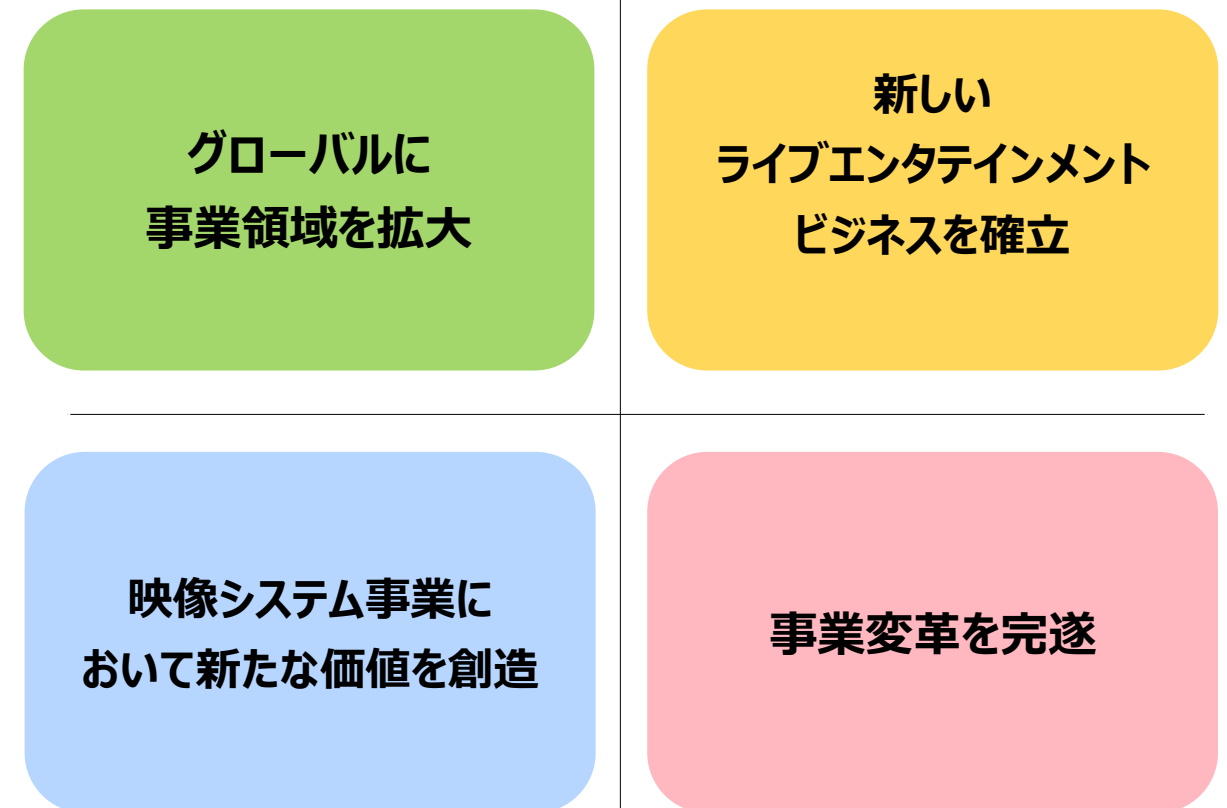 グローバルに
事業領域を拡大
新しい
ライブエンタテインメント
ビジネスを確立
映像システム事業に
おいて新たな価値を創造
事業変革を完遂